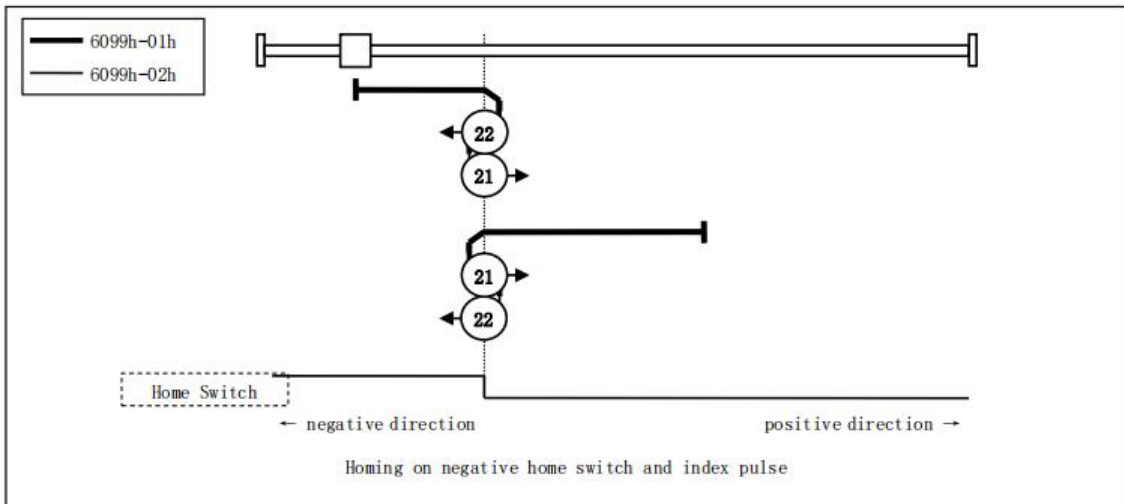 6099h-01h
6099h-02h
22
21
21
22
Home Switch
← negative direction
positive direction →
Homing on negative home switch and index pulse